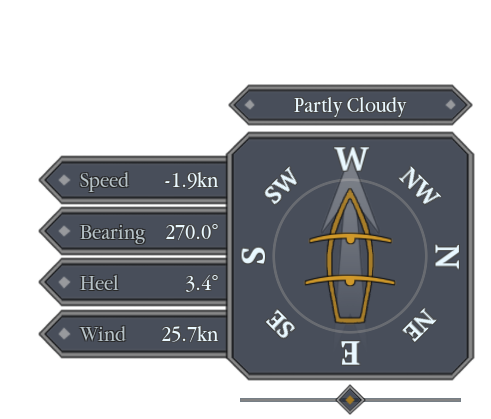 Partly Cloudy
Speed -1.9kn
Bearing 270.0°
Heel 3.4°
Wind 25.7kn
W
SW NW
S N
SE NE
E